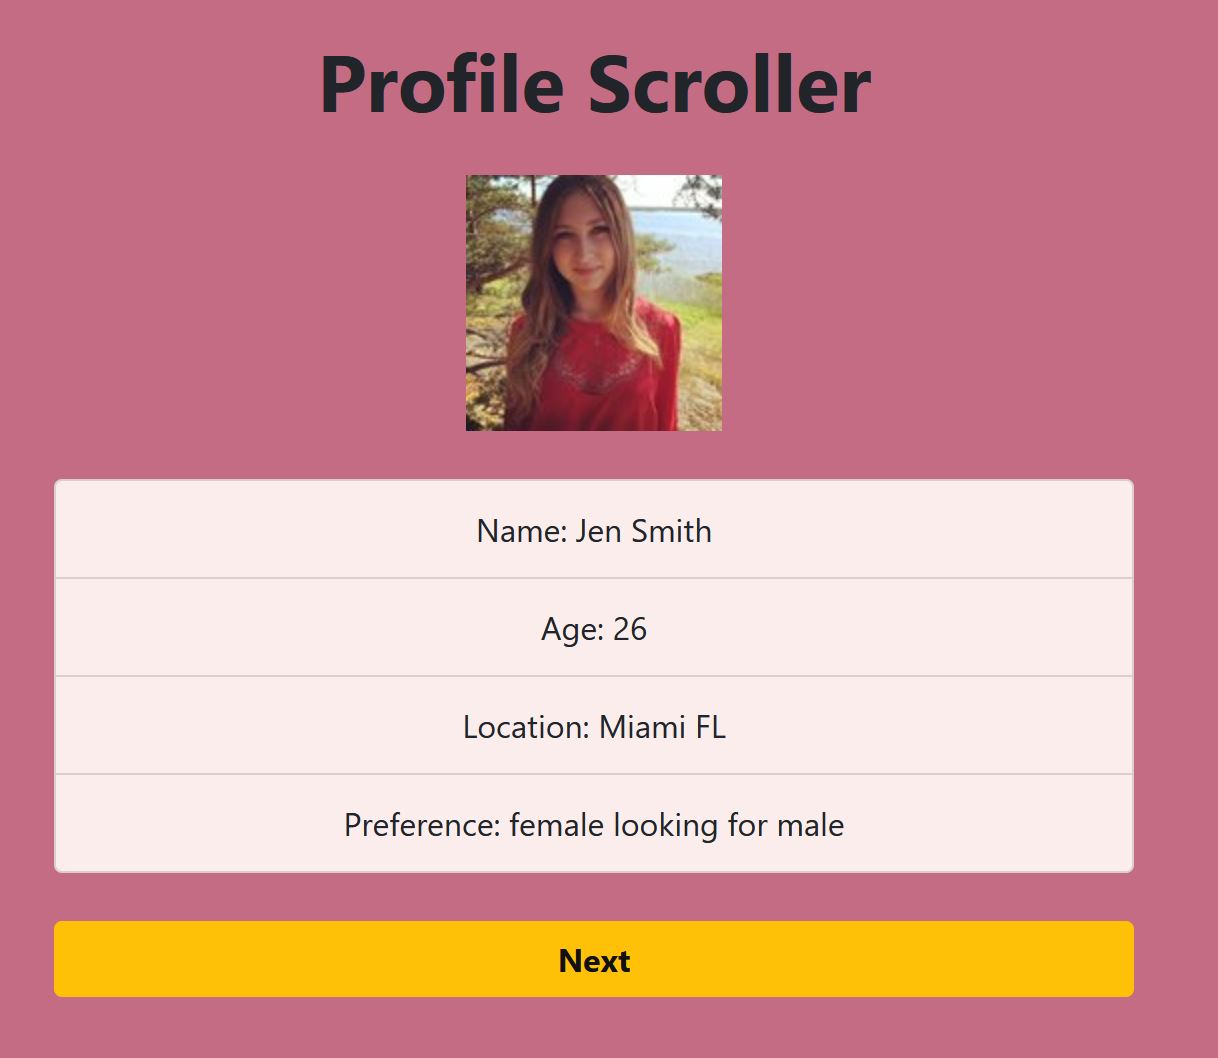 Profile Scroller
Name: Jen Smith
Age: 26
Location: Miami FL
Preference: female looking for male
Next